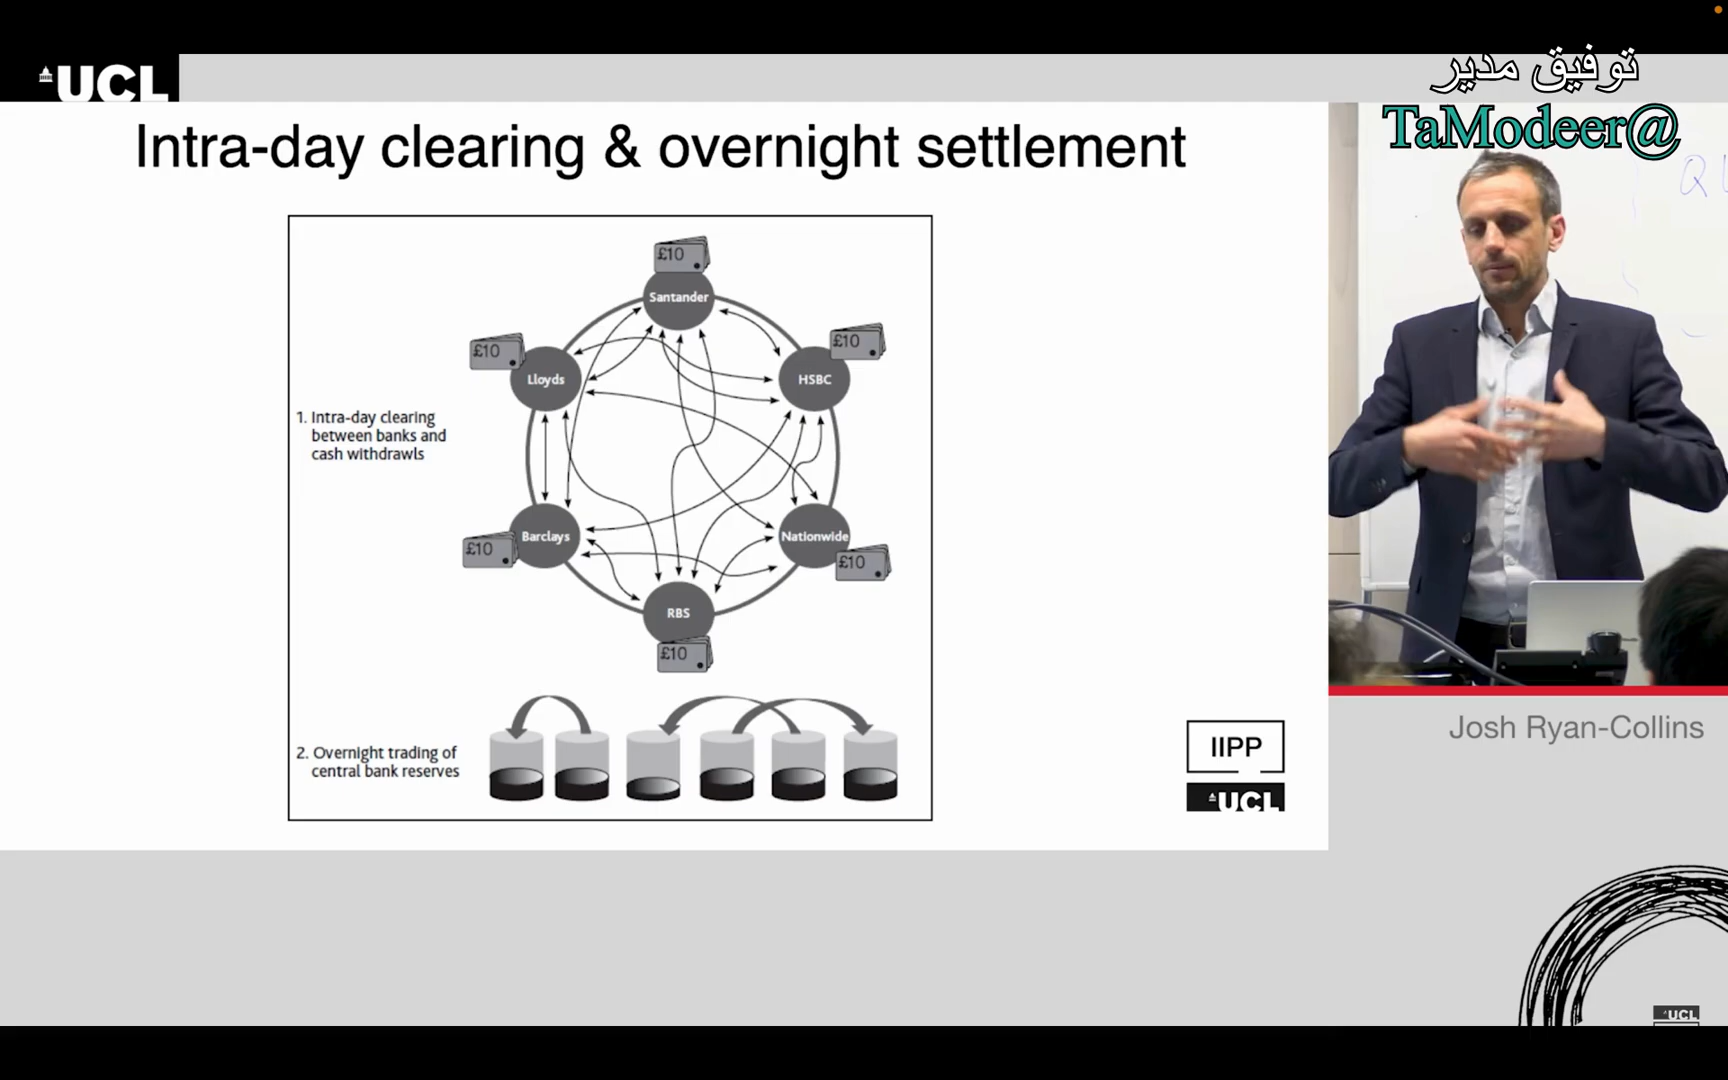 UCL
توفيق مدير
TaModeer@
Intra-day clearing & overnight settlement
£10
Santander
£10
HSBC
£10
Lloyds
1. Intra-day clearing
between banks and
cash withdrawls
£10
Barclays
£10
Nationwide
RBS
£10
2. Overnight trading of
central bank reserves
IIPP
UCL
Josh Ryan-Collins
UCL